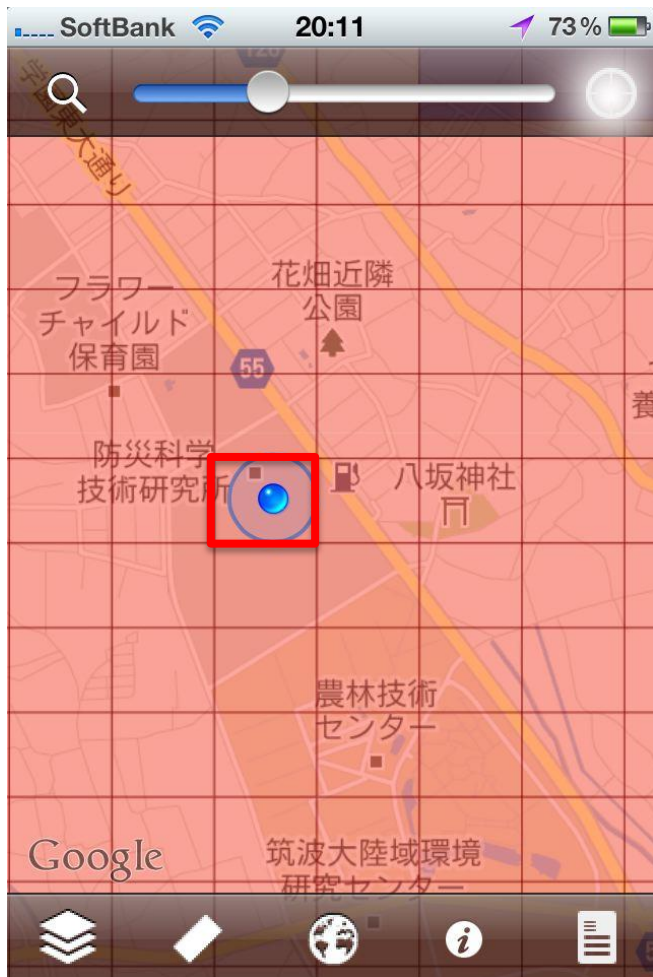 SoftBank 20:11 73%
126
学園東大通り
花畑近隣
公園
フラワー
チャイルド
保育園
55
養
防災科学
技術研究所
八坂神社
農林技術
センター
Google
筑波大陸域環境
研究センター